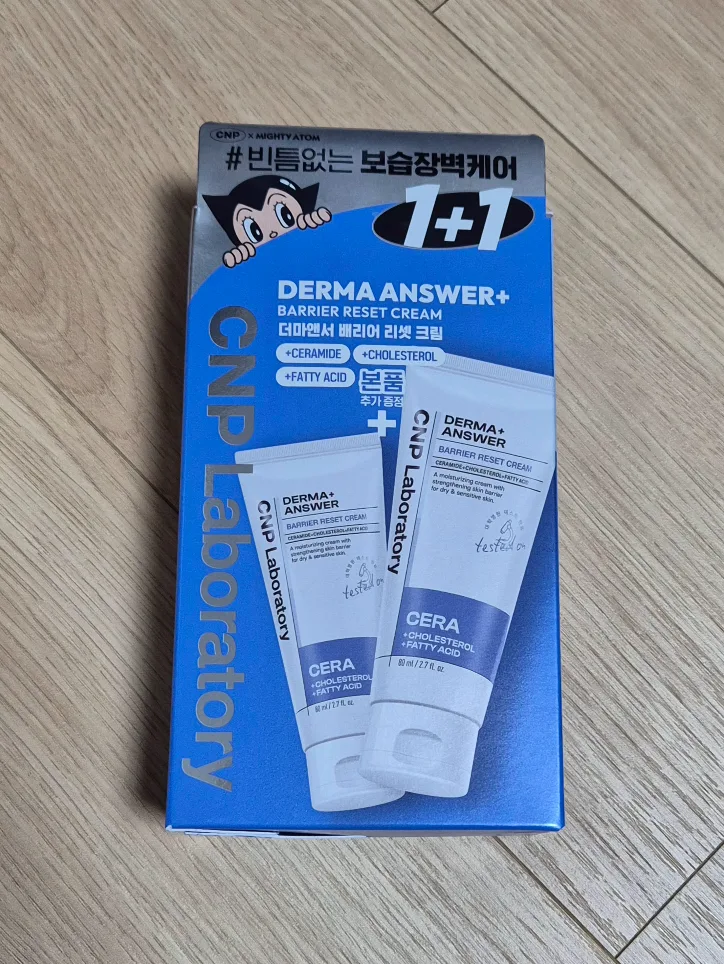 CNP × MIGHTY ATOM
#빈틈없는 보습장벽케어
1+1
DERMA ANSWER+
BARRIER RESET CREAM
더마앤서 배리어 리셋 크림
+CERAMIDE +CHOLESTEROL
+FATTY ACID 본품
추가 증정
+
CNP Laboratory
DERMA+
ANSWER
BARRIER RESET CREAM
CERAMIDE+CHOLESTEROL+FATTY ACID
A moisturizing cream with
strengthening skin barrier
for dry & sensitive skin.
tested on
CNP Laboratory
CERA
+CHOLESTEROL
+FATTY ACID
80 ml / 2.7 fl. oz.
DERMA+
ANSWER
BARRIER RESET CREAM
CERAMIDE+CHOLESTEROL+FATTY ACID
A moisturizing cream with
strengthening skin barrier
for dry & sensitive skin.
tested on
CNP Laboratory
CERA
+CHOLESTEROL
+FATTY ACID
80 ml / 2.7 fl. oz.